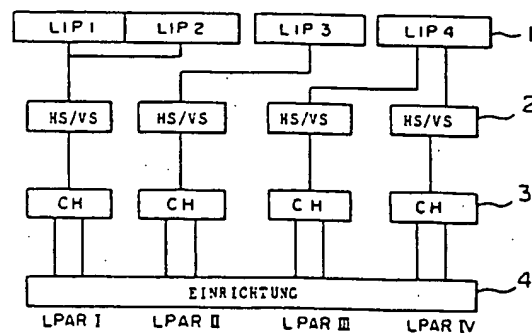 LIP 1 LIP 2 LIP 3 LIP 4 1
HS/VS HS/VS HS/VS HS/VS 2
CH CH CH CH 3
EINRICHTUNG 4
LPAR I LPAR II LPAR III LPAR IV